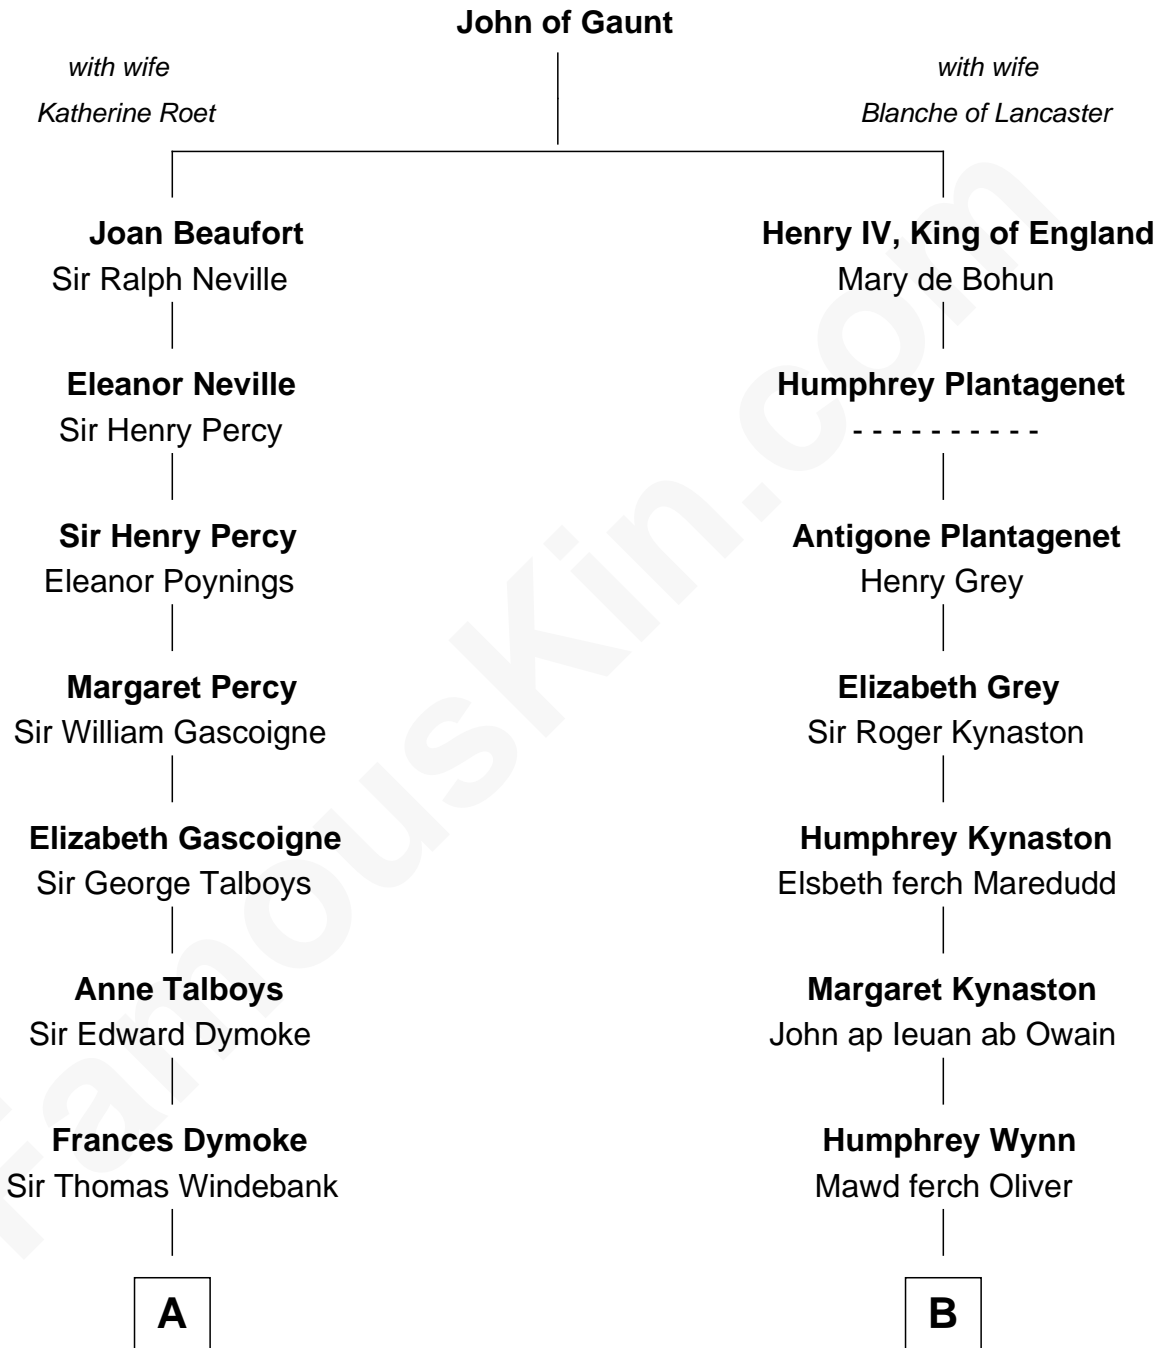 John of Gaunt
with wife
Katherine Roet
with wife
Blanche of Lancaster
Joan Beaufort
Sir Ralph Neville
Henry IV, King of England
Mary de Bohun
Eleanor Neville
Sir Henry Percy
Humphrey Plantagenet
- - - - - - - - - -
Sir Henry Percy
Eleanor Poynings
Antigone Plantagenet
Henry Grey
Margaret Percy
Sir William Gascoigne
Elizabeth Grey
Sir Roger Kynaston
Elizabeth Gascoigne
Sir George Talboys
Humphrey Kynaston
Elsbeth ferch Maredudd
Anne Talboys
Sir Edward Dymoke
Margaret Kynaston
John ap Ieuan ab Owain
Frances Dymoke
Sir Thomas Windebank
Humphrey Wynn
Mawd ferch Oliver
A
B
FamousKin.com